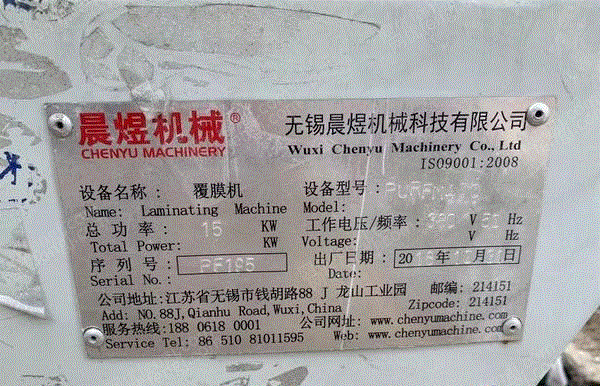 晨煜机械®
CHENYU MACHINERY
无锡晨煜机械科技有限公司
Wuxi Chenyu Machinery Co., Ltd
ISO9001:2008
设备名称: 覆膜机
Name: Laminating Machine
设备型号:
Model:
总功率: 15 KW
Total Power: KW
工作电压/频率: 380 V 50 Hz
Voltage: V Hz
序列号: PF195
Serial No.:
出厂日期: 20 年 月 日
Date:
公司地址:江苏省无锡市钱胡路88 J 龙山工业园 邮编: 214151
Add: NO.88J,Qianhu Road,Wuxi,China Zipcode: 214151
服务热线:188 0618 0001 公司网址: www.chenyumachine.com
Service Tel: 86 510 81011595 Web: www.chenyumachine.com